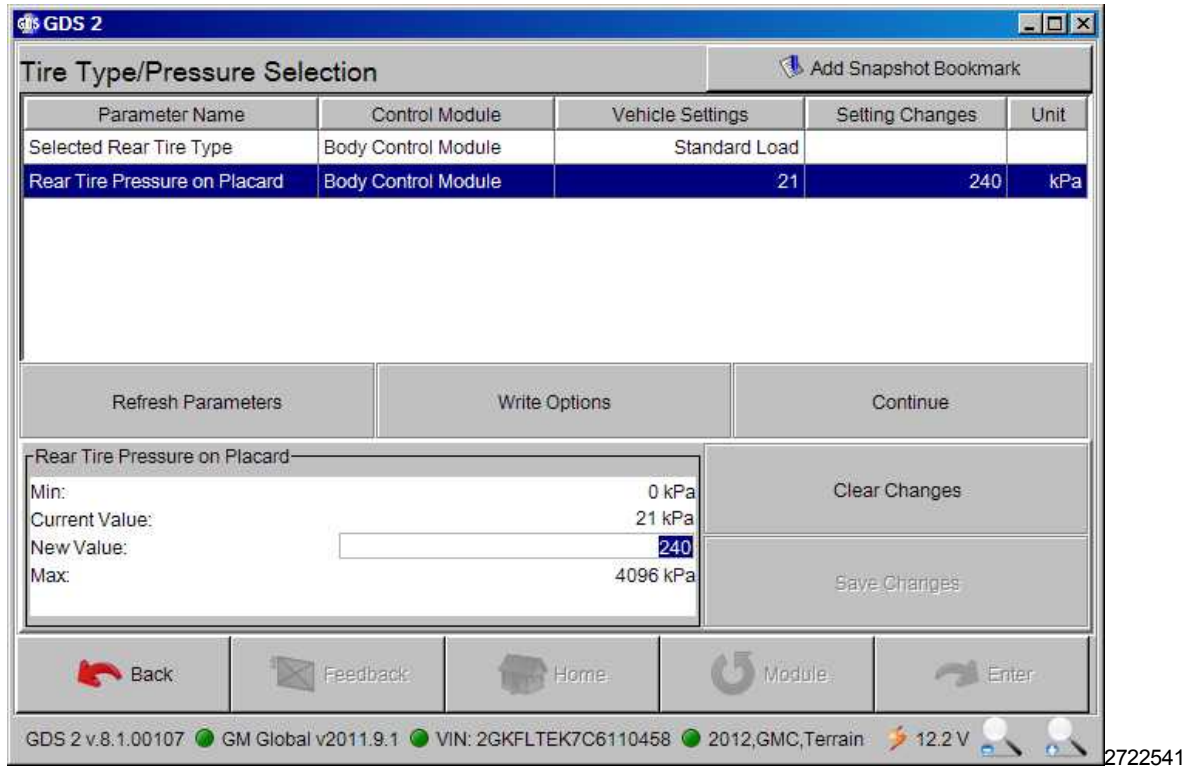 GDS 2
Tire Type/Pressure Selection
Add Snapshot Bookmark
Parameter Name Control Module Vehicle Settings Setting Changes Unit
Selected Rear Tire Type Body Control Module Standard Load
Rear Tire Pressure on Placard Body Control Module 21 240 kPa
Refresh Parameters Write Options Continue
Rear Tire Pressure on Placard
Min: 0 kPa
Current Value: 21 kPa
New Value: 240
Max: 4096 kPa
Clear Changes
Save Changes
Back Feedback Home Module Enter
GDS 2 v.8.1.00107 GM Global v2011.9.1 VIN: 2GKFLTEK7C6110458 2012,GMC,Terrain 12.2 V
2722541